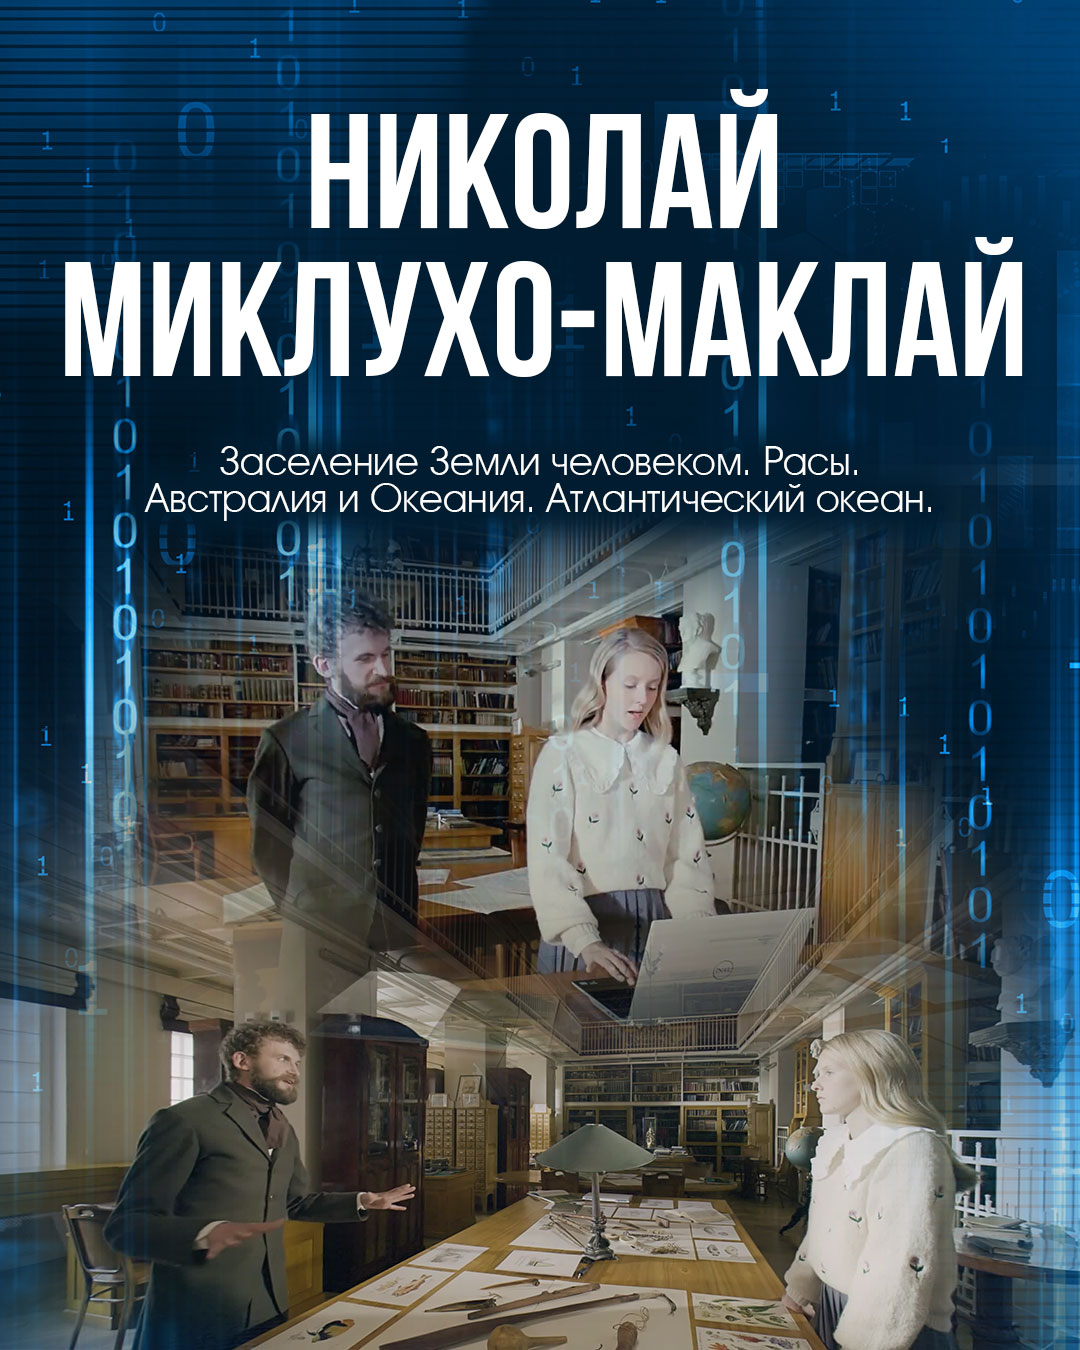 НИКОЛАЙ
МИКЛУХО-МАКЛАЙ
Заселение Земли человеком. Расы.
Австралия и Океания. Атлантический океан.